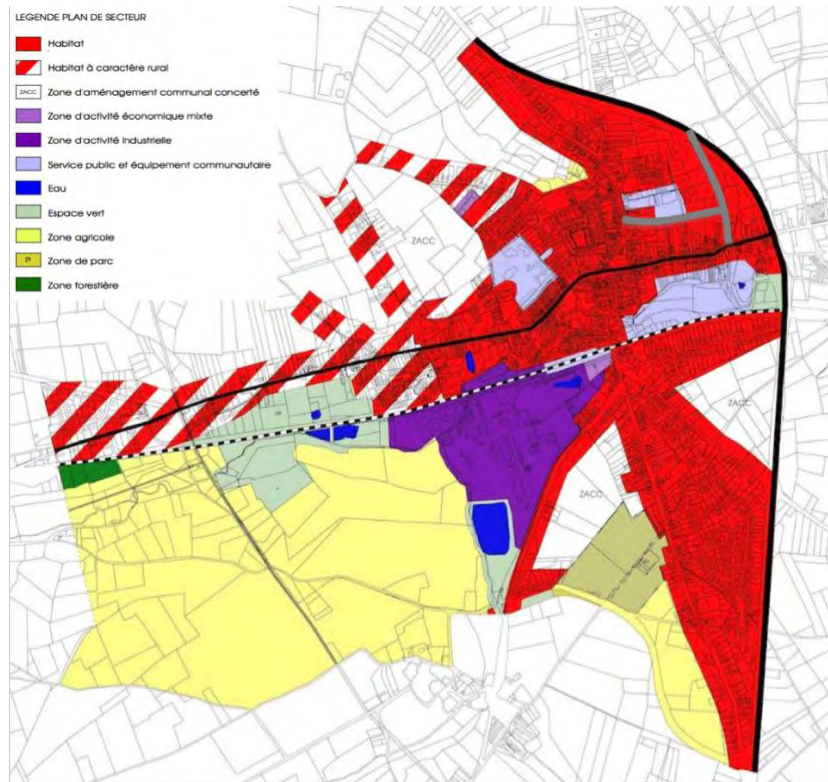 LEGENDE PLAN DE SECTEUR
Habitat
Habitat à caractère rural
ZACC Zone d'aménagement communal concerté
Zone d'activité économique mixte
Zone d'activité industrielle
Service public et équipement communautaire
Eau
Espace vert
Zone agricole
P Zone de parc
Zone forestière
ZACC
ZACC
ZACC